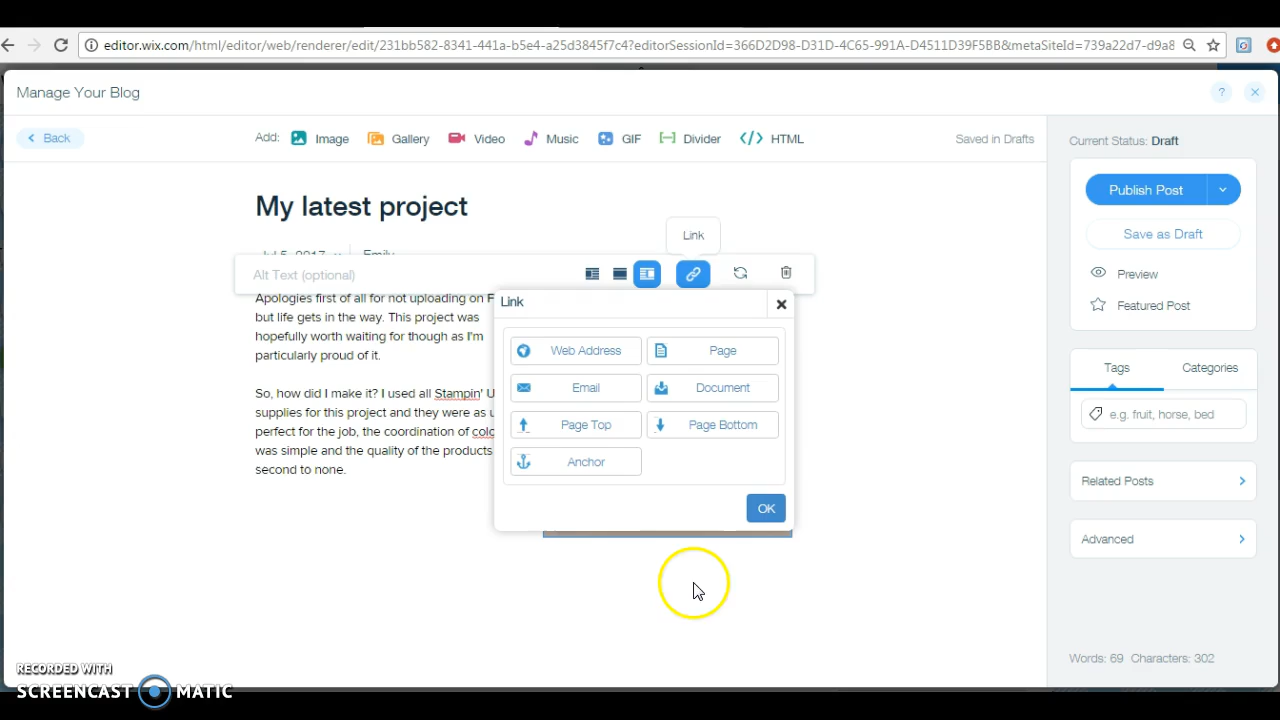 editor.wix.com/html/editor/web/renderer/edit/231bb582-8341-441a-b5e4-a25d3845f7c4?editorSessionId=366D2D98-D31D-4C65-991A-D4511D39F5BB&metaSiteId=739a22d7-d9a8
Manage Your Blog
?
Back
Add: Image Gallery Video Music GIF Divider HTML
Saved in Drafts
Current Status: Draft
My latest project
Publish Post
Link
Save as Draft
Jul 5, 2017 Emily
Alt Text (optional)
Preview
Apologies first of all for not uploading on F
Link
Featured Post
but life gets in the way. This project was
hopefully worth waiting for though as I'm
particularly proud of it.
Web Address Page
Tags Categories
So, how did I make it? I used all Stampin' U
Email Document
supplies for this project and they were as u
e.g. fruit, horse, bed
perfect for the job, the coordination of colo
Page Top Page Bottom
was simple and the quality of the products
second to none.
Anchor
Related Posts
OK
Advanced
Words: 69 Characters: 302
RECORDED WITH
SCREENCAST MATIC